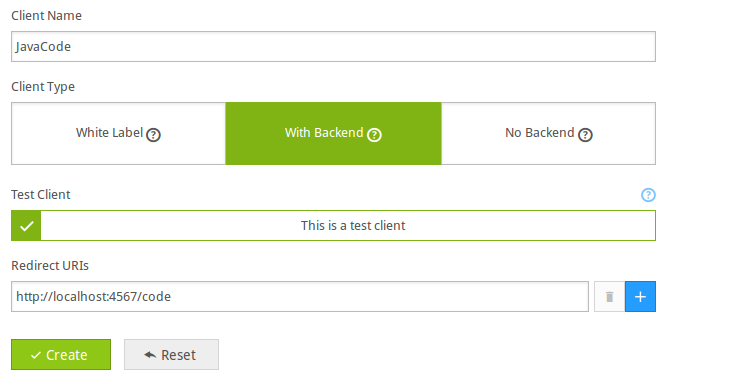 Client Name
JavaCode
Client Type
White Label ?
With Backend ?
No Backend ?
Test Client ?
This is a test client
Redirect URIs
http://localhost:4567/code
Create
Reset